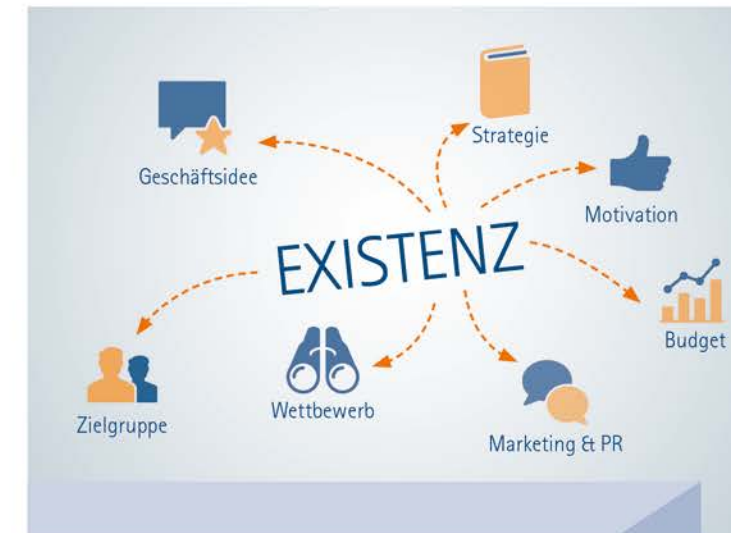 Strategie
Geschäftsidee
Motivation
EXISTENZ
Budget
Zielgruppe
Wettbewerb
Marketing & PR